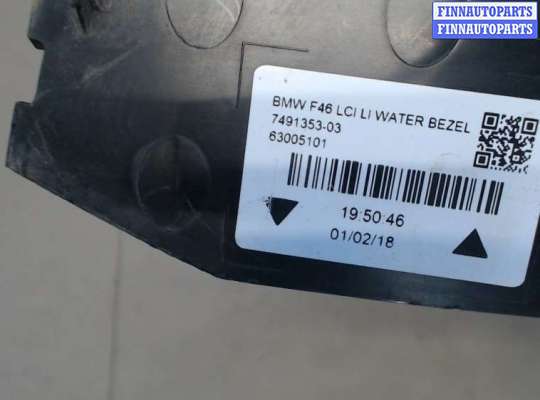 FINNAUTOPARTS
FINNAUTOPARTS
BMW F46 LCI LI WATER BEZEL
7491353-03
63005101
19:50:46
01/02/18